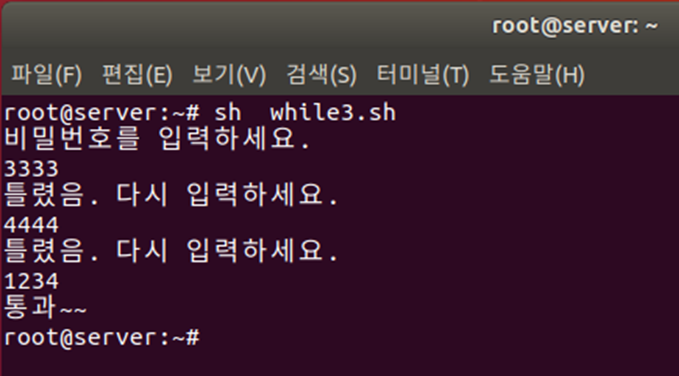 root@server: ~
파일(F) 편집(E) 보기(V) 검색(S) 터미널(T) 도움말(H)
root@server:~# sh  while3.sh
비밀번호를 입력하세요.
3333
틀렸음. 다시 입력하세요.
4444
틀렸음. 다시 입력하세요.
1234
통과~~
root@server:~#